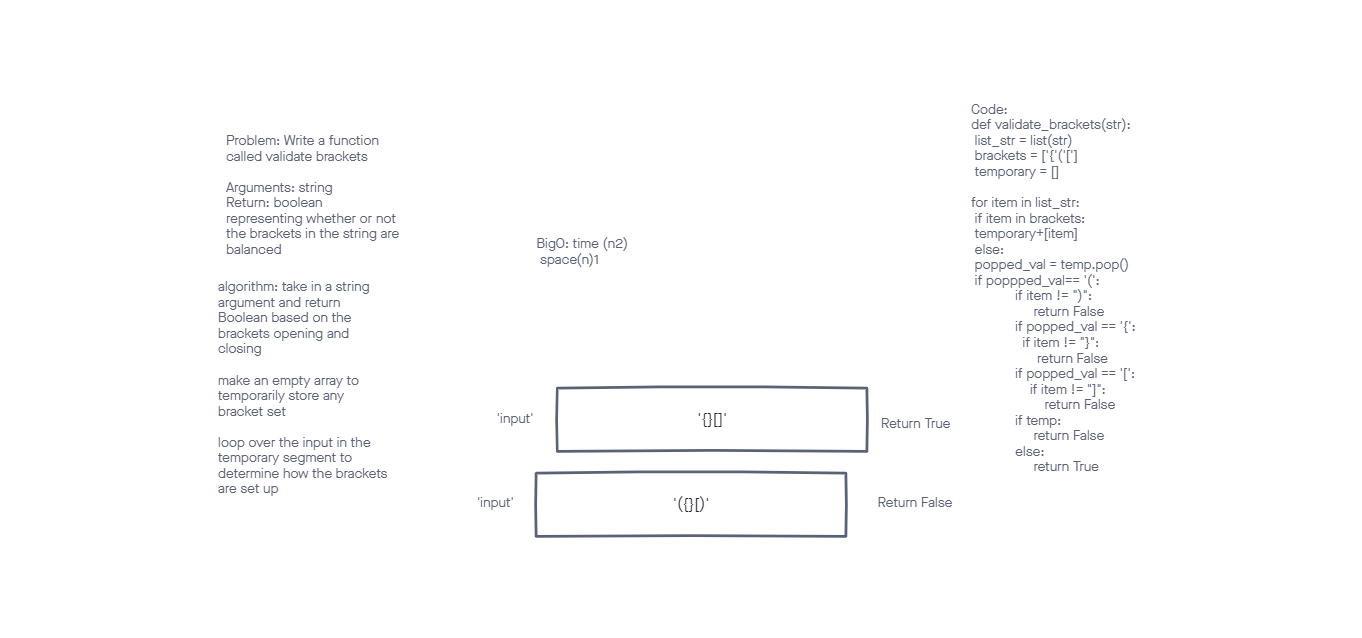 Problem: Write a function
called validate brackets
Arguments: string
Return: boolean
representing whether or not
the brackets in the string are
balanced
algorithm: take in a string
argument and return
Boolean based on the
brackets opening and
closing
make an empty array to
temporarily store any
bracket set
loop over the input in the
temporary segment to
determine how the brackets
are set up
BigO: time (n2)
space(n)1
'input'
'{}[]'
Return True
'input'
'({}[)'
Return False
Code:
def validate_brackets(str):
list_str = list(str)
brackets = ['{'('[']
temporary = []
for item in list_str:
if item in brackets:
temporary+[item]
else:
popped_val = temp.pop()
if poppped_val== '(':
if item != ")":
return False
if popped_val == '{':
if item != "}":
return False
if popped_val == '[':
if item != "]":
return False
if temp:
return False
else:
return True